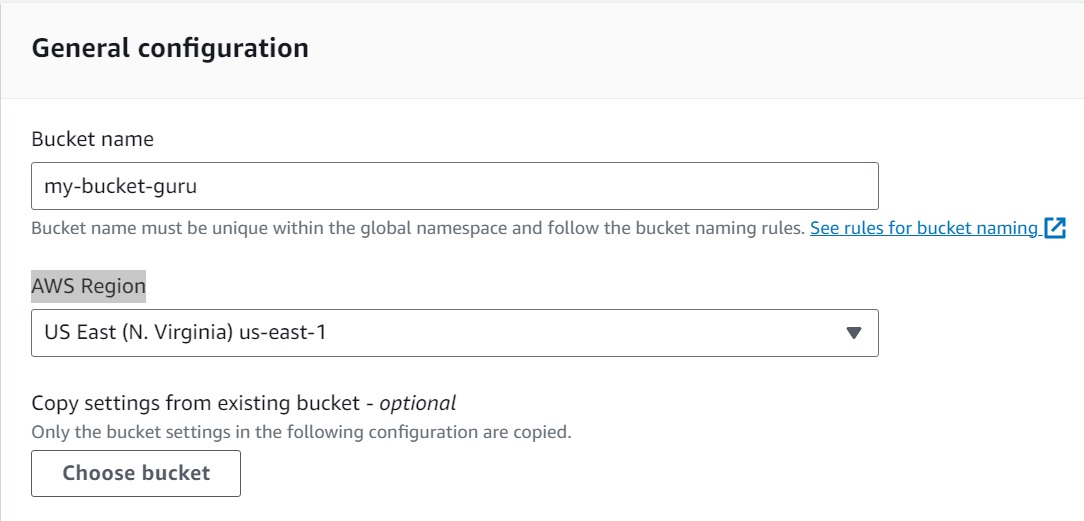 General configuration
Bucket name
my-bucket-guru
Bucket name must be unique within the global namespace and follow the bucket naming rules. See rules for bucket naming
AWS Region
US East (N. Virginia) us-east-1
Copy settings from existing bucket - optional
Only the bucket settings in the following configuration are copied.
Choose bucket